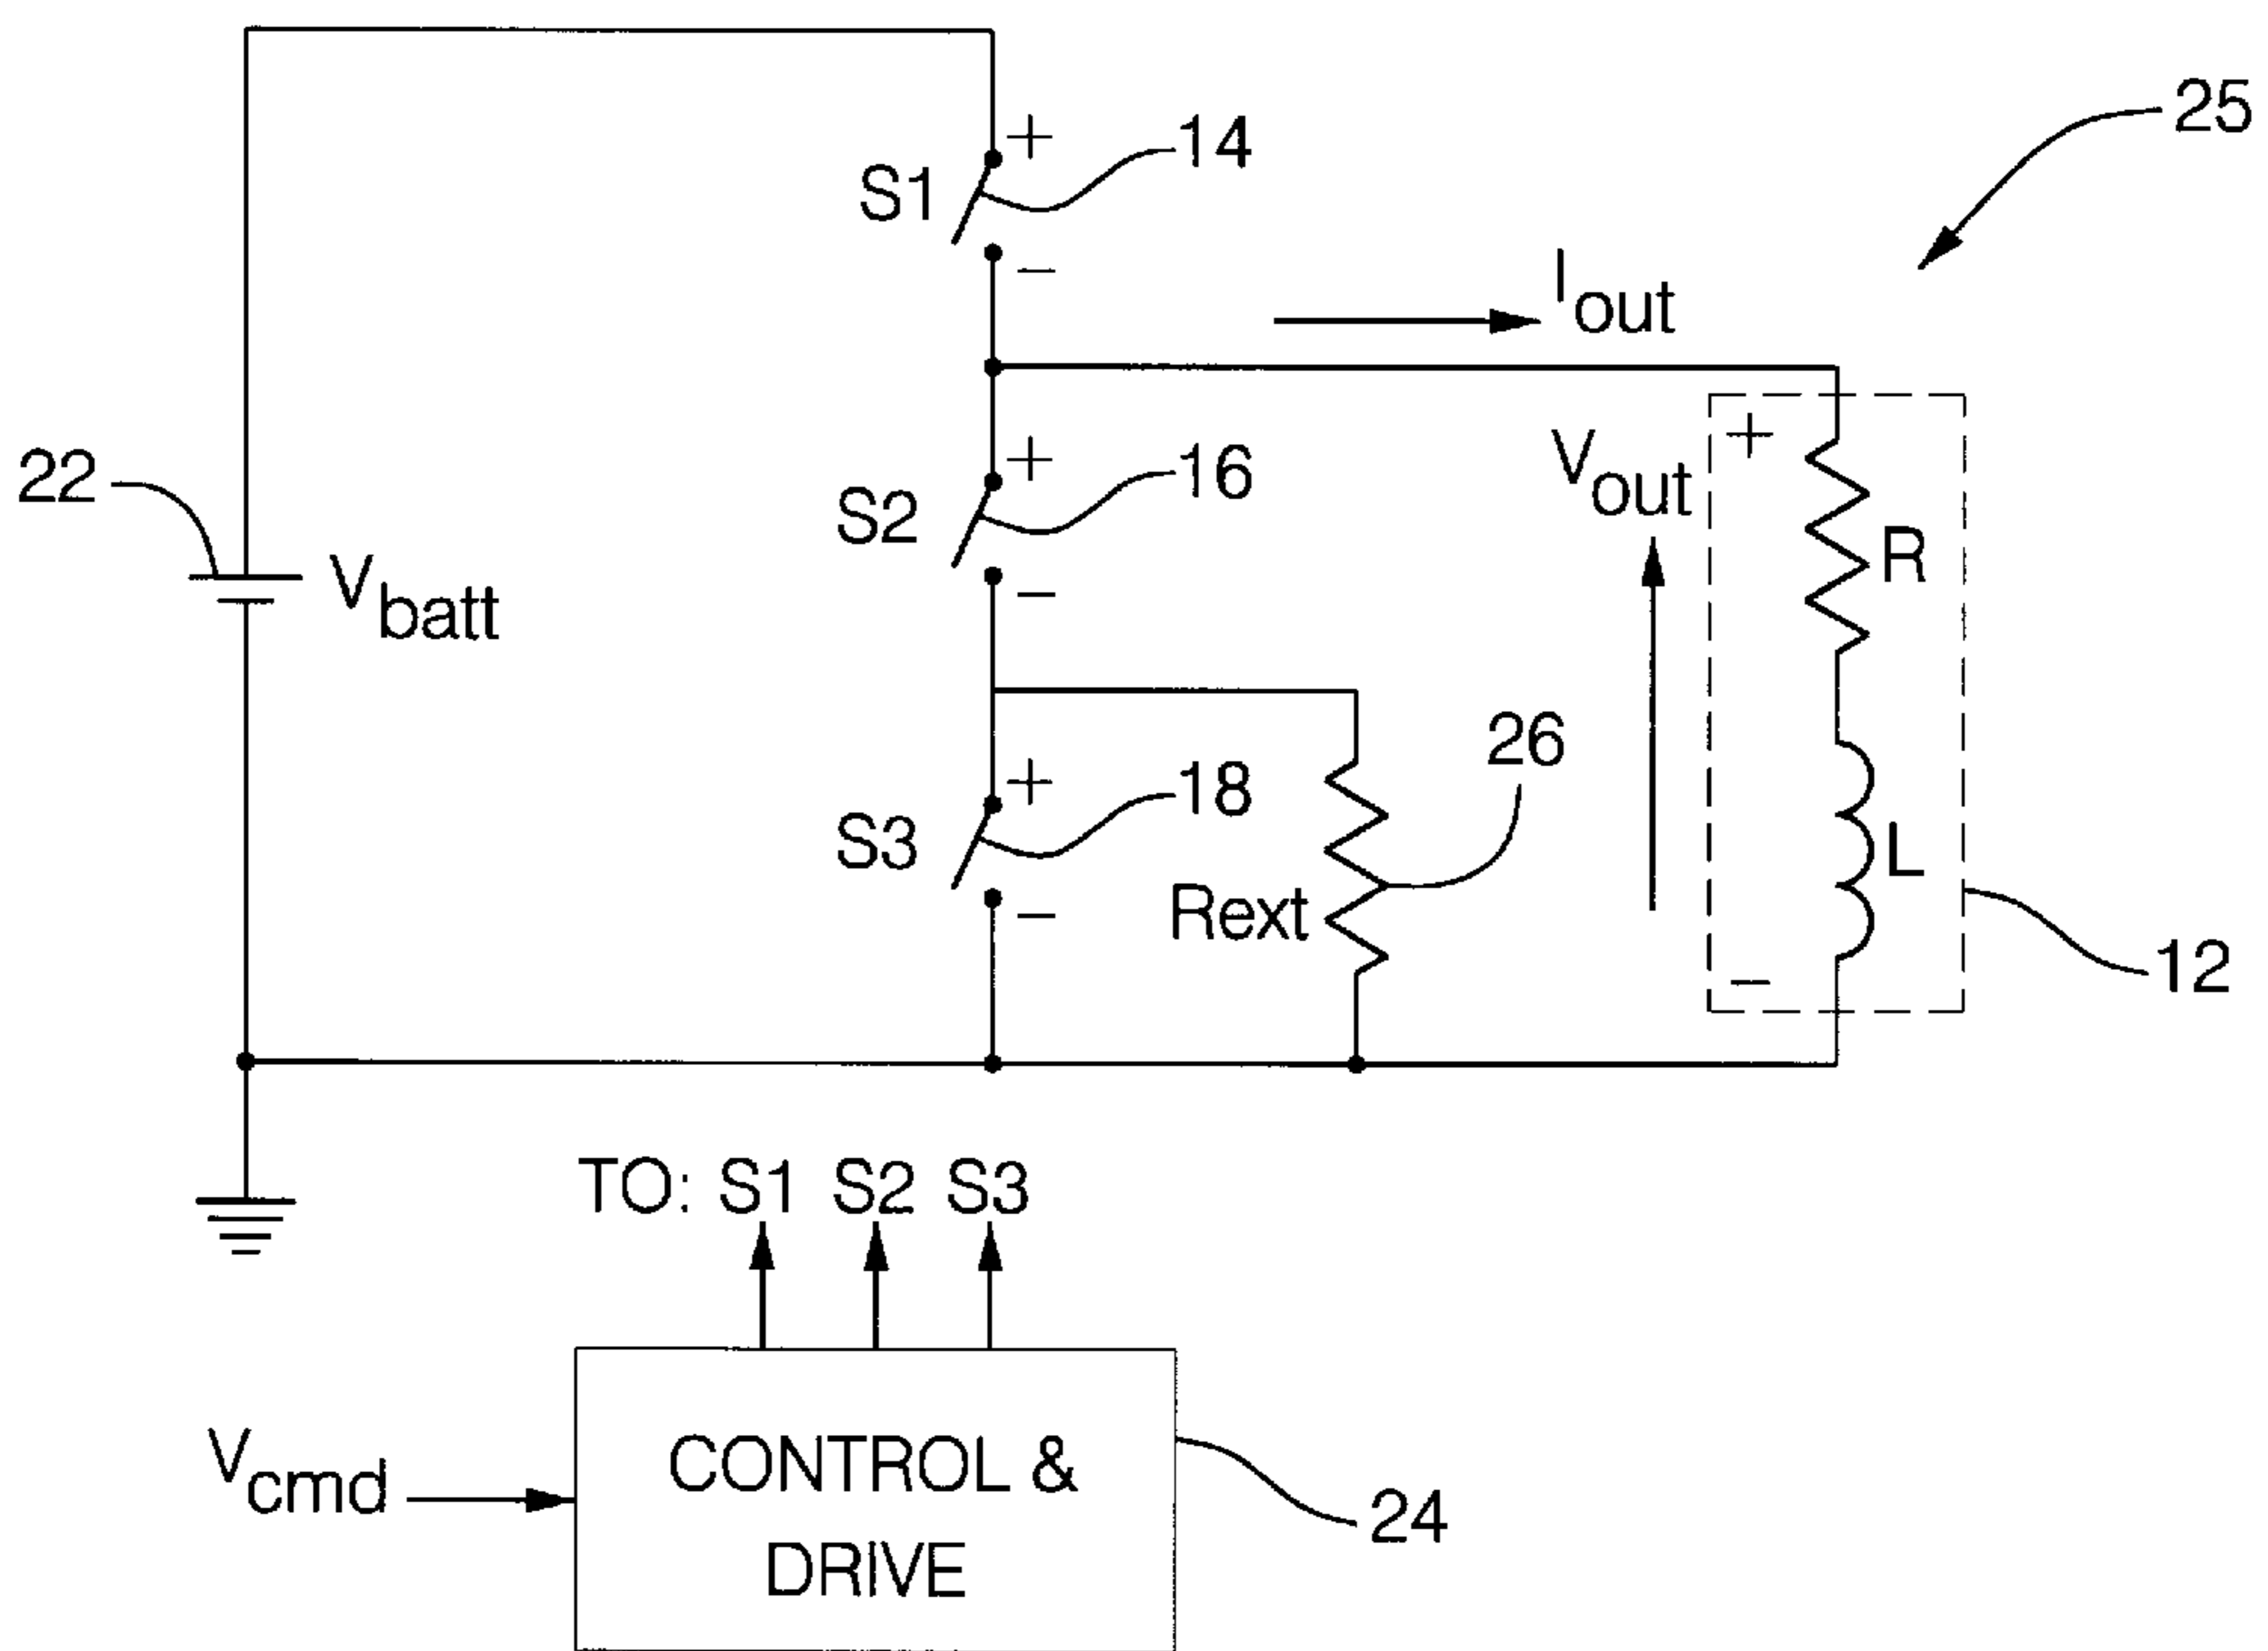 25
+
14
S1
−
Iout
+
Vout
+
16
S2
−
22
Vbatt
R
26
+
18
S3
−
Rext
L
−
12
TO: S1 S2 S3
Vcmd
CONTROL &
DRIVE
24